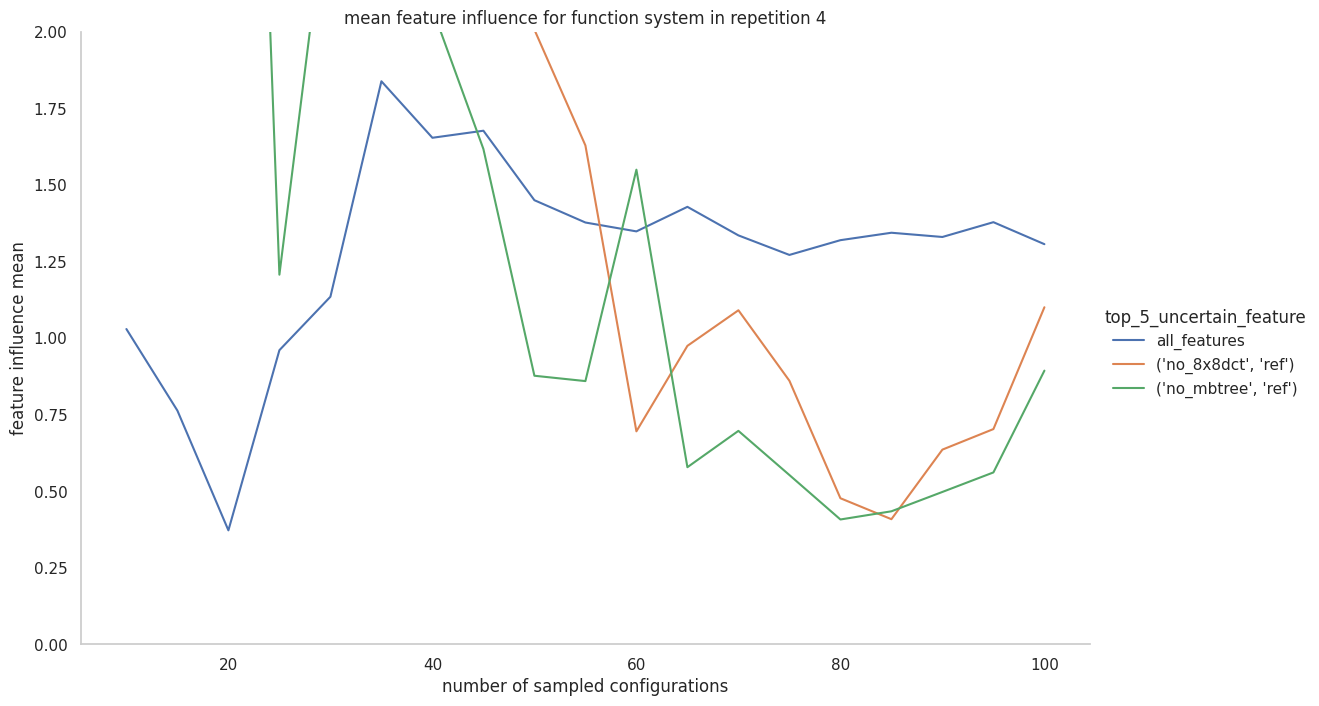 mean feature influence for function system in repetition 4
2.00
1.75
1.50
1.25
1.00
0.75
0.50
0.25
0.00
feature influence mean
20
40
60
80
100
number of sampled configurations
top_5_uncertain_feature
all_features
('no_8x8dct', 'ref')
('no_mbtree', 'ref')